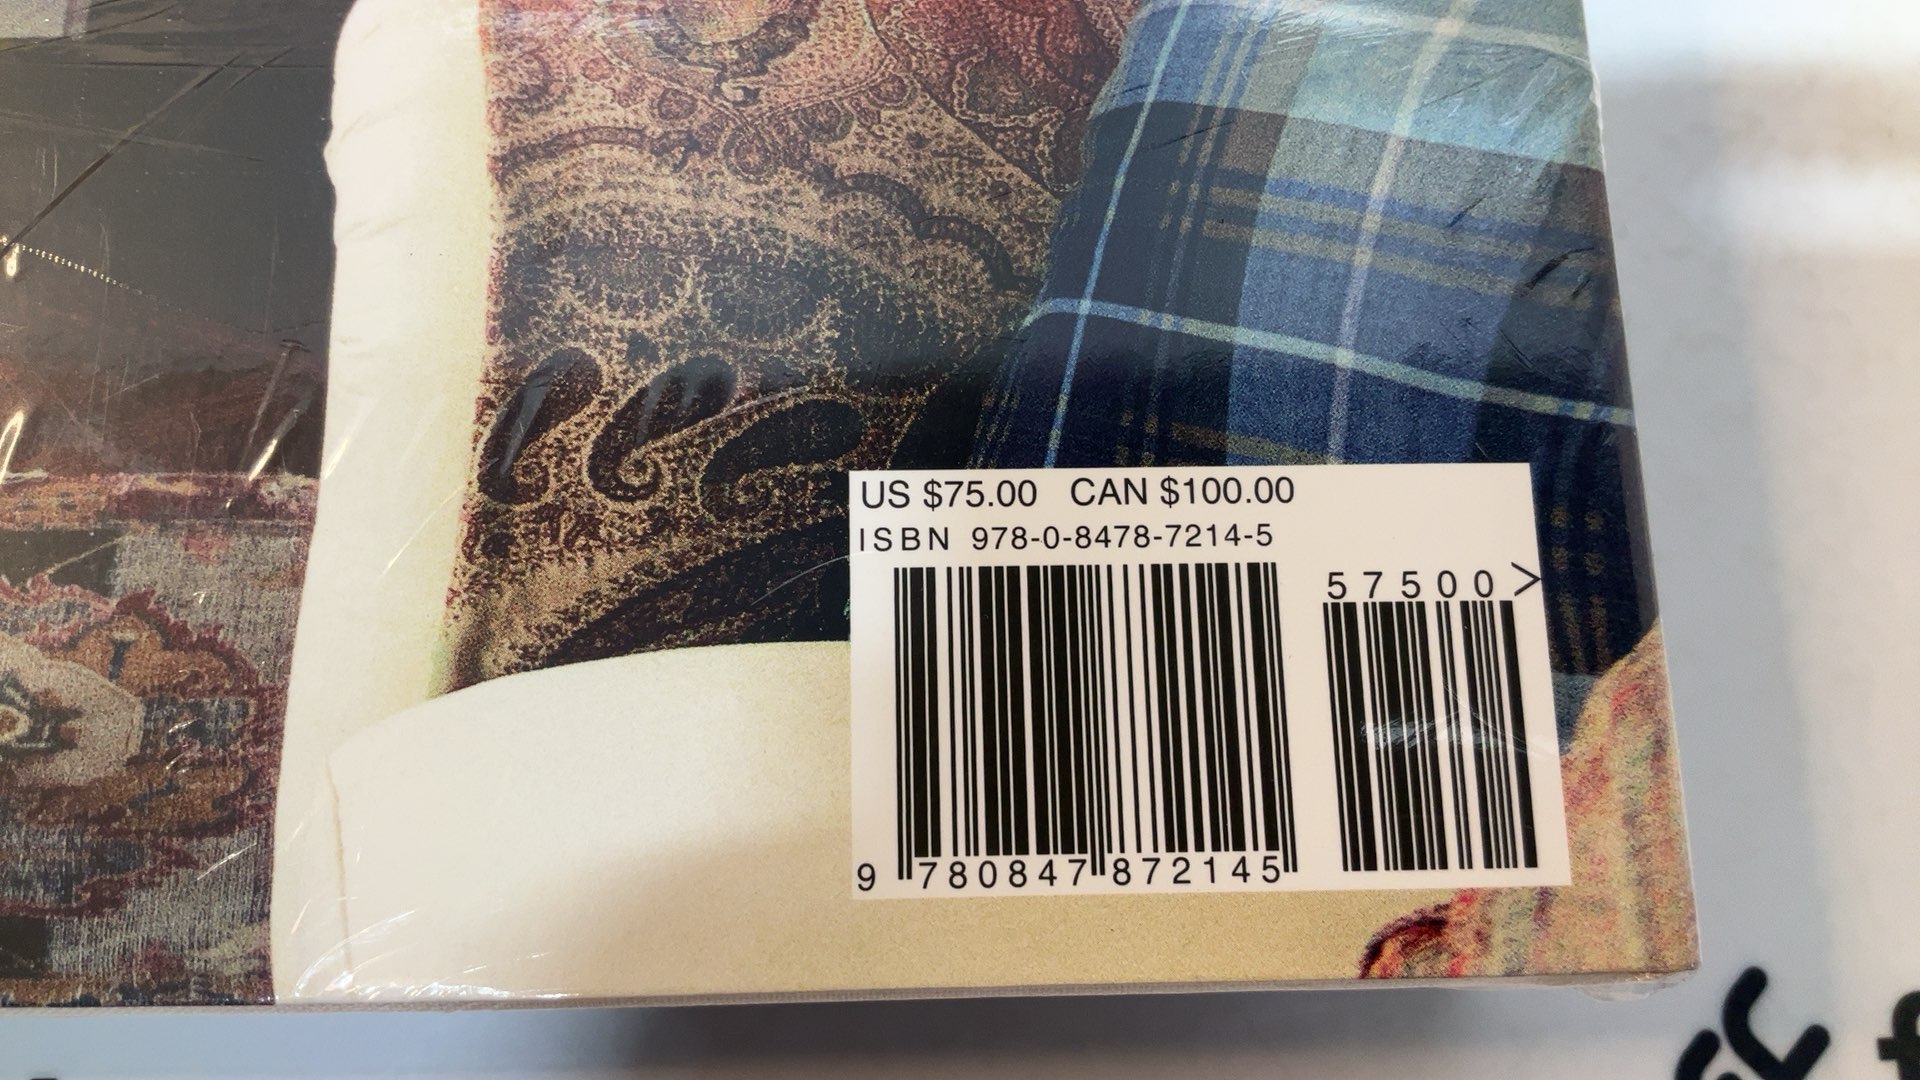 US $75.00 CAN $100.00
ISBN 978-0-8478-7214-5
57500>
9 780847 872145